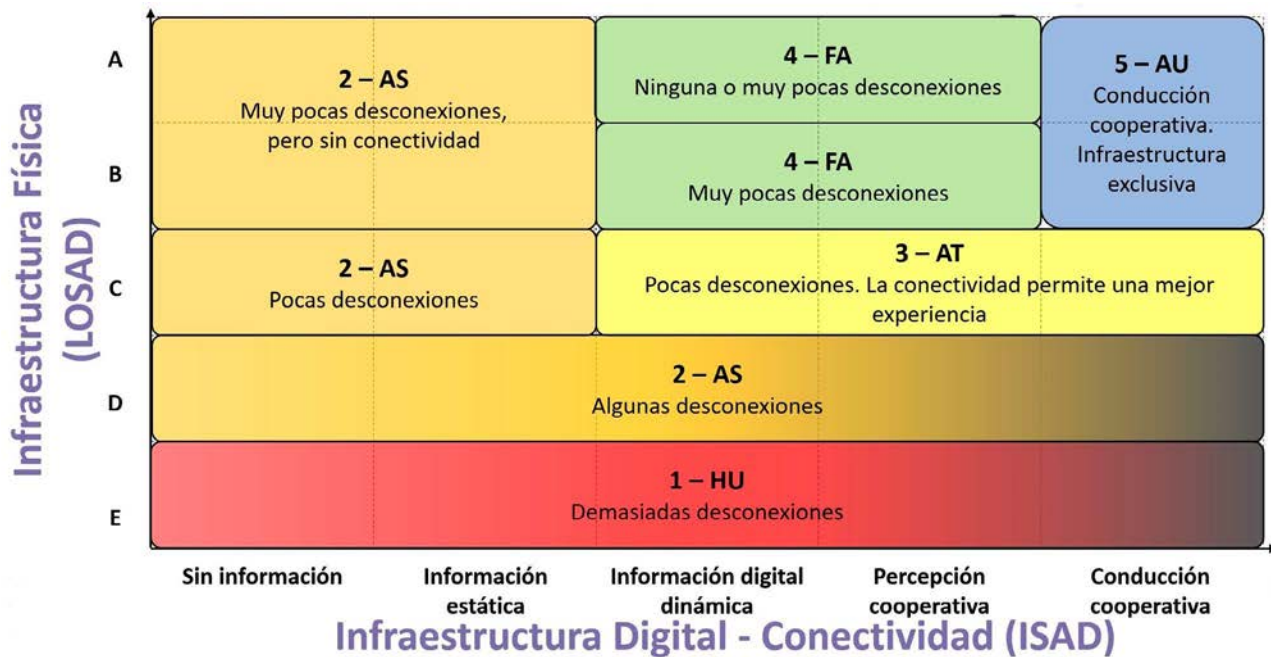 Infraestructura Física
(LOSAD)
A
B
C
D
E
2 – AS
Muy pocas desconexiones,
pero sin conectividad
4 – FA
Ninguna o muy pocas desconexiones
5 – AU
Conducción
cooperativa.
Infraestructura
exclusiva
4 – FA
Muy pocas desconexiones
2 – AS
Pocas desconexiones
3 – AT
Pocas desconexiones. La conectividad permite una mejor
experiencia
2 – AS
Algunas desconexiones
1 – HU
Demasiadas desconexiones
Sin información
Información
estática
Información digital
dinámica
Percepción
cooperativa
Conducción
cooperativa
Infraestructura Digital - Conectividad (ISAD)